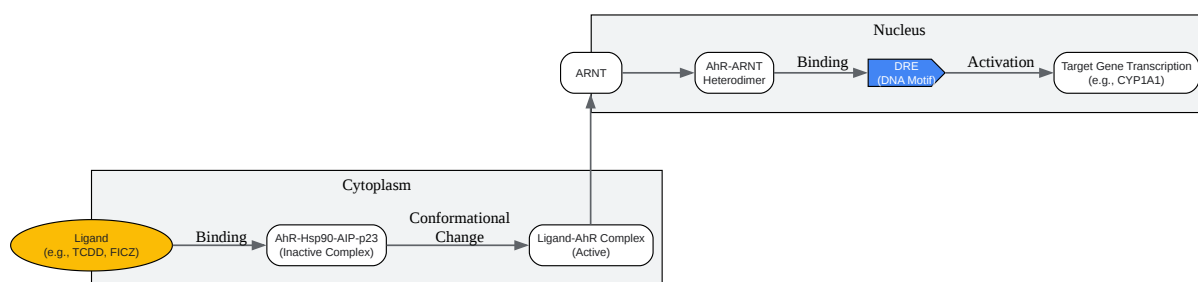 Nucleus
ARNT
AhR-ARNT
Heterodimer
Binding
DRE
(DNA Motif)
Activation
Target Gene Transcription
(e.g., CYP1A1)
Cytoplasm
Ligand
(e.g., TCDD, FICZ)
Binding
AhR-Hsp90-AIP-p23
(Inactive Complex)
Conformational
Change
Ligand-AhR Complex
(Active)